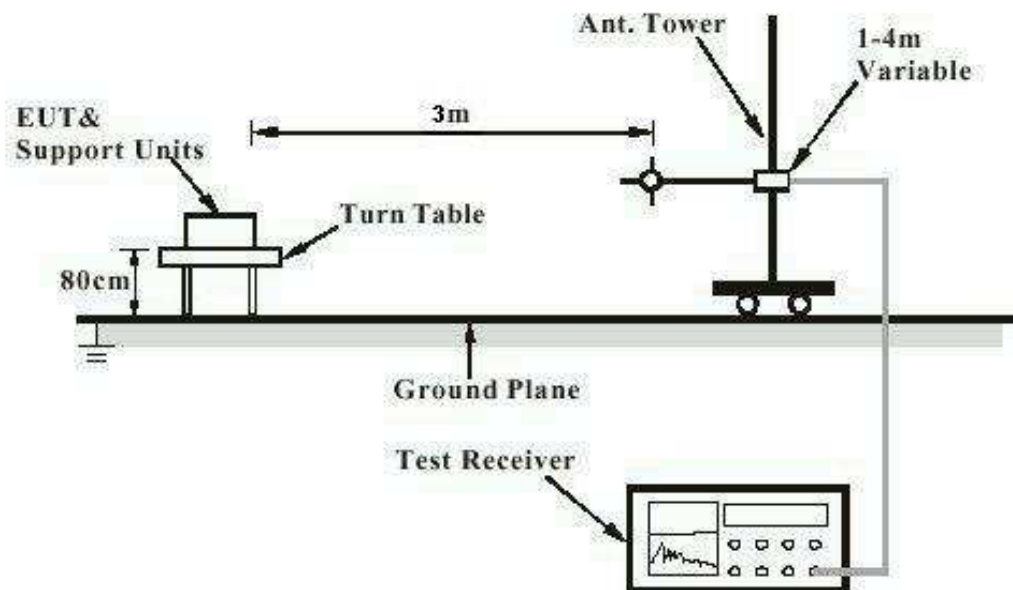 Ant. Tower
1-4m
Variable
EUT&
Support Units
3m
Turn Table
80cm
Ground Plane
Test Receiver